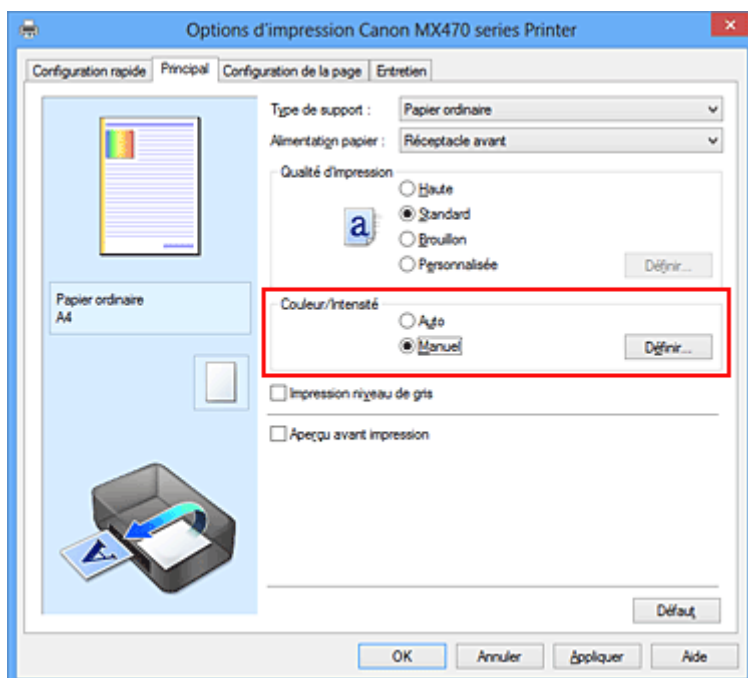 Options d'impression Canon MX470 series Printer
Configuration rapide Principal Configuration de la page Entretien
Type de support : Papier ordinaire
Alimentation papier : Réceptacle avant
Qualité d'impression
Haute
a Standard
Brouillon
Personnalisée Définir...
Papier ordinaire
A4
Couleur/Intensité
Auto
Manuel Définir...
Impression niveau de gris
Aperçu avant impression
A
Défaut
OK Annuler Appliquer Aide